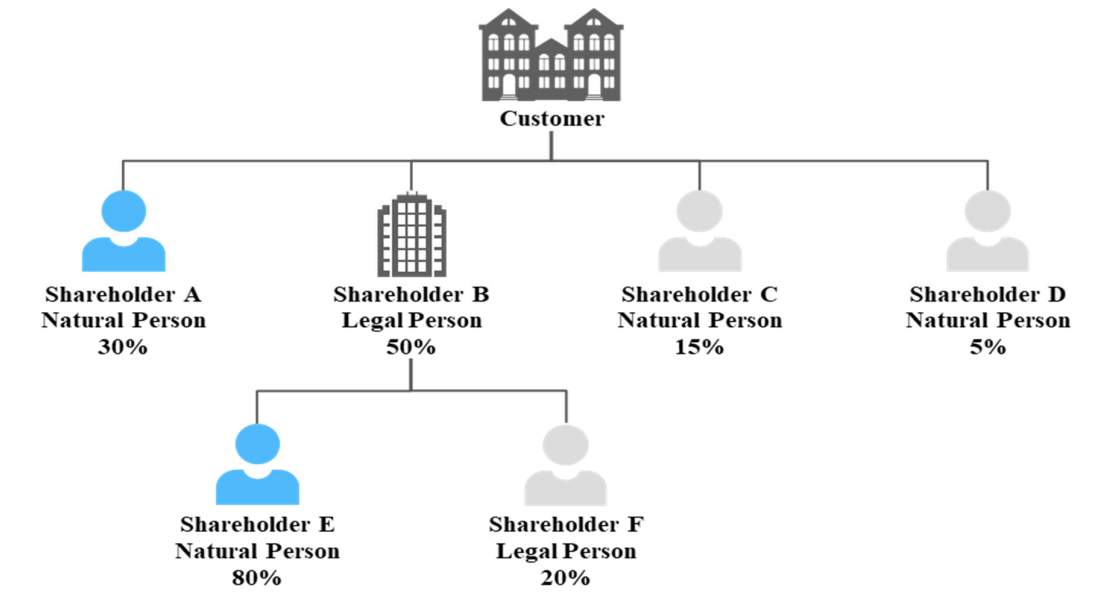 Customer
Shareholder A
Natural Person
30%
Shareholder B
Legal Person
50%
Shareholder C
Natural Person
15%
Shareholder D
Natural Person
5%
Shareholder E
Natural Person
80%
Shareholder F
Legal Person
20%